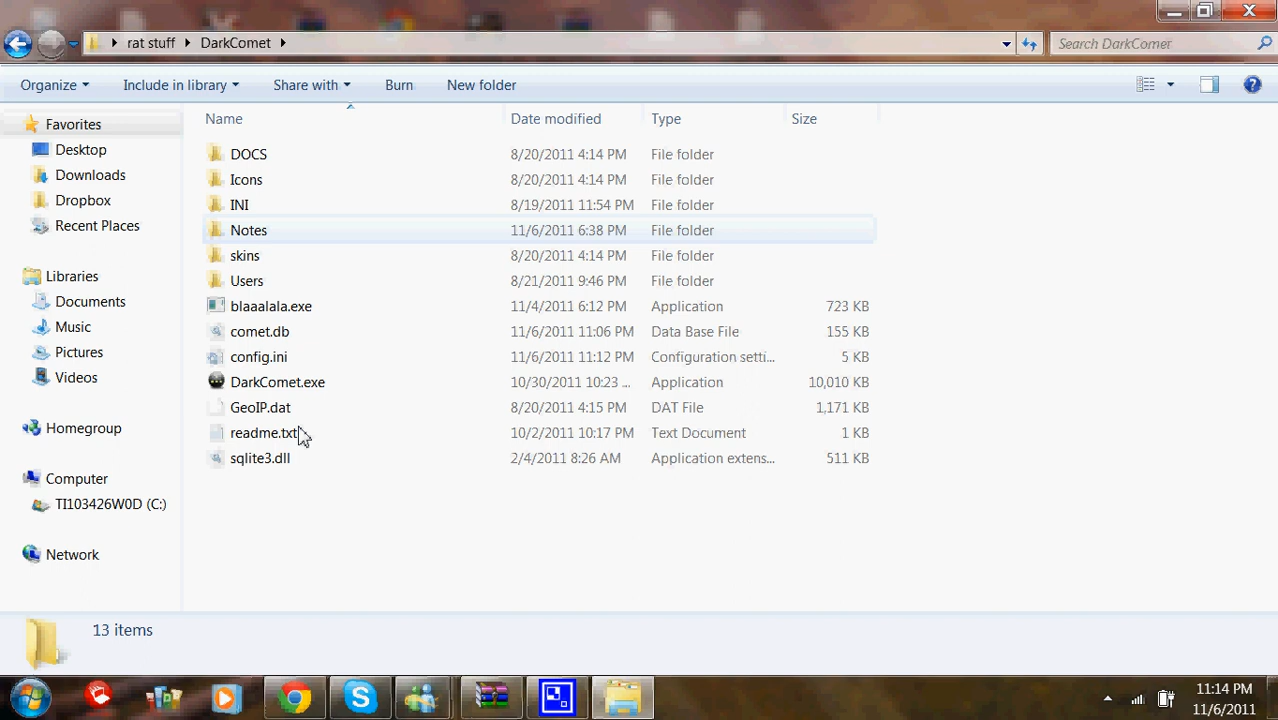 rat stuff DarkComet Search DarkComet
Organize Include in library Share with Burn New folder
Name Date modified Type Size
Favorites
Desktop
Downloads
Dropbox
Recent Places
Libraries
Documents
Music
Pictures
Videos
Homegroup
Computer
TI103426W0D (C:)
Network
DOCS 8/20/2011 4:14 PM File folder
Icons 8/20/2011 4:14 PM File folder
INI 8/19/2011 11:54 PM File folder
Notes 11/6/2011 6:38 PM File folder
skins 8/20/2011 4:14 PM File folder
Users 8/21/2011 9:46 PM File folder
blaaalala.exe 11/4/2011 6:12 PM Application 723 KB
comet.db 11/6/2011 11:06 PM Data Base File 155 KB
config.ini 11/6/2011 11:12 PM Configuration setti... 5 KB
DarkComet.exe 10/30/2011 10:23 ... Application 10,010 KB
GeoIP.dat 8/20/2011 4:15 PM DAT File 1,171 KB
readme.txt 10/2/2011 10:17 PM Text Document 1 KB
sqlite3.dll 2/4/2011 8:26 AM Application extens... 511 KB
13 items
11:14 PM
11/6/2011